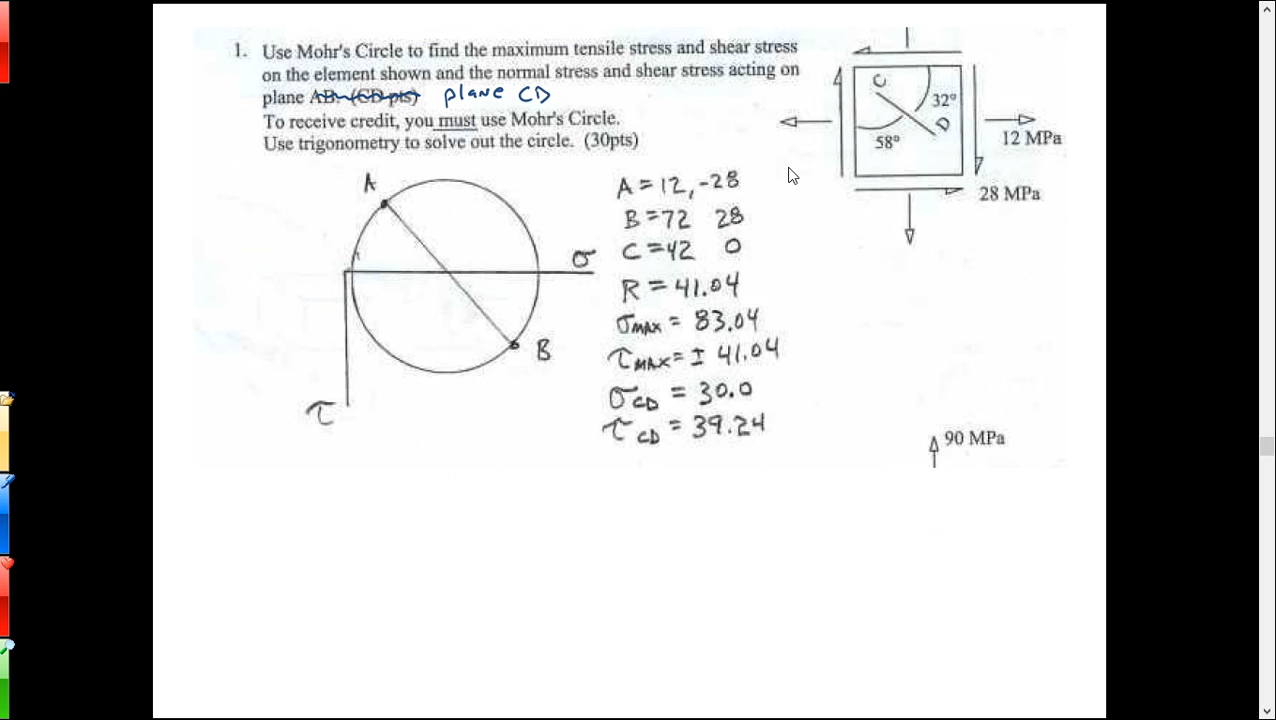 1. Use Mohr's Circle to find the maximum tensile stress and shear stress
on the element shown and the normal stress and shear stress acting on
plane AB (CD pts) plane CD
To receive credit, you must use Mohr's Circle.
Use trigonometry to solve out the circle. (30pts)
C
32°
D
58°
12 MPa
28 MPa
A
σ
B
τ
A = 12, -28
B = 72 28
C = 42 0
R = 41.04
σMAX = 83.04
τMAX = ± 41.04
σCD = 30.0
τCD = 39.24
90 MPa